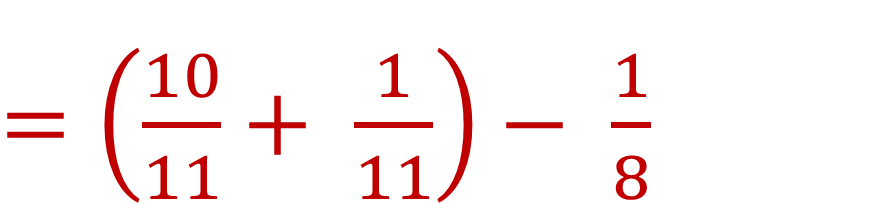 = (10/11 + 1/11) − 1/8